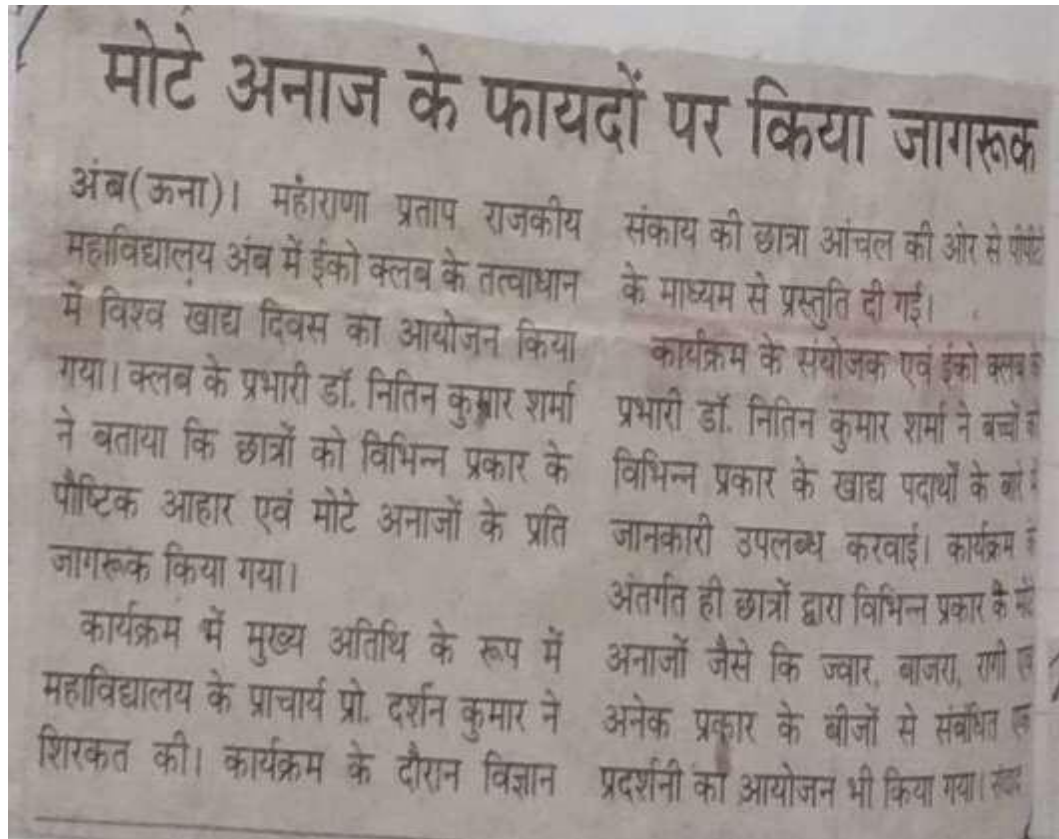 मोटे अनाज के फायदों पर किया जागरूक
अंब(ऊना)। महाराणा प्रताप राजकीय
महाविद्यालय अंब में ईको क्लब के तत्वाधान
में विश्व खाद्य दिवस का आयोजन किया
गया। क्लब के प्रभारी डॉ. नितिन कुमार शर्मा
ने बताया कि छात्रों को विभिन्न प्रकार के
पौष्टिक आहार एवं मोटे अनाजों के प्रति
जागरूक किया गया।
कार्यक्रम में मुख्य अतिथि के रूप में
महाविद्यालय के प्राचार्य प्रो. दर्शन कुमार ने
शिरकत की। कार्यक्रम के दौरान विज्ञान
संकाय की छात्रा आंचल की ओर से
के माध्यम से प्रस्तुति दी गई।
कार्यक्रम के संयोजक एवं ईको क्लब
प्रभारी डॉ. नितिन कुमार शर्मा ने बच्चों
विभिन्न प्रकार के खाद्य पदार्थों के बारे
जानकारी उपलब्ध करवाई। कार्यक्रम
अंतर्गत ही छात्रों द्वारा विभिन्न प्रकार के
अनाजों जैसे कि ज्वार, बाजरा, रागी
अनेक प्रकार के बीजों से संबंधित
प्रदर्शनी का आयोजन भी किया गया।